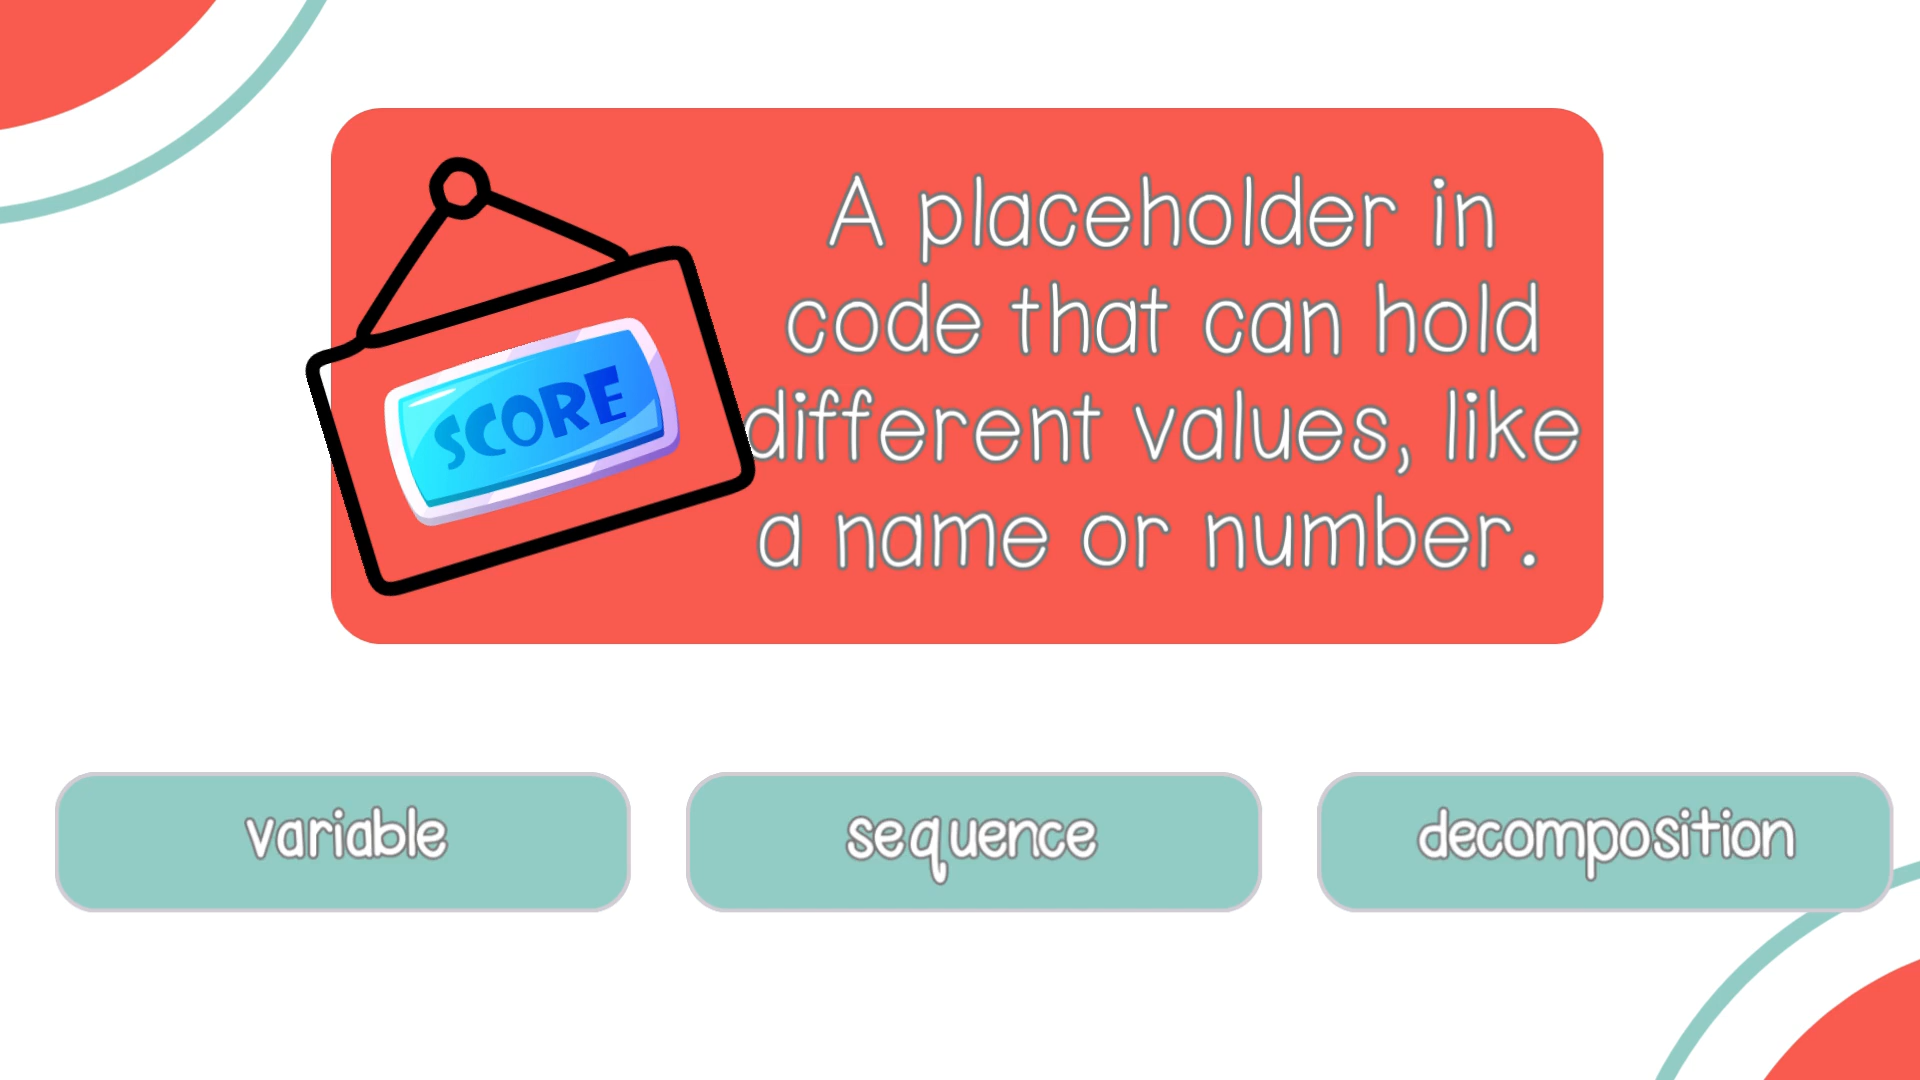 SCORE
A placeholder in
code that can hold
different values, like
a name or number.
variable
sequence
decomposition